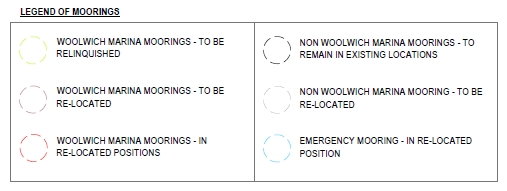 LEGEND OF MOORINGS
WOOLWICH MARINA MOORINGS - TO BE
RELINQUISHED
WOOLWICH MARINA MOORINGS - TO BE
RE-LOCATED
WOOLWICH MARINA MOORINGS - IN
RE-LOCATED POSITIONS
NON WOOLWICH MARINA MOORINGS - TO
REMAIN IN EXISTING LOCATIONS
NON WOOLWICH MARINA MOORING - TO BE
RE-LOCATED
EMERGENCY MOORING - IN RE-LOCATED
POSITION